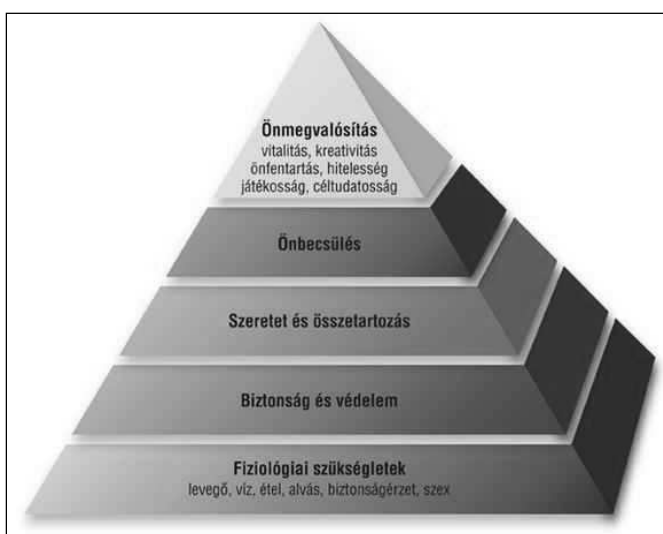 Önmegvalósítás
vitalitás, kreativitás
önfentartás, hitelesség
játékosság, céltudatosság
Önbecsülés
Szeretet és összetartozás
Biztonság és védelem
Fiziológiai szükségletek
levegő, víz, étel, alvás, biztonságérzet, szex